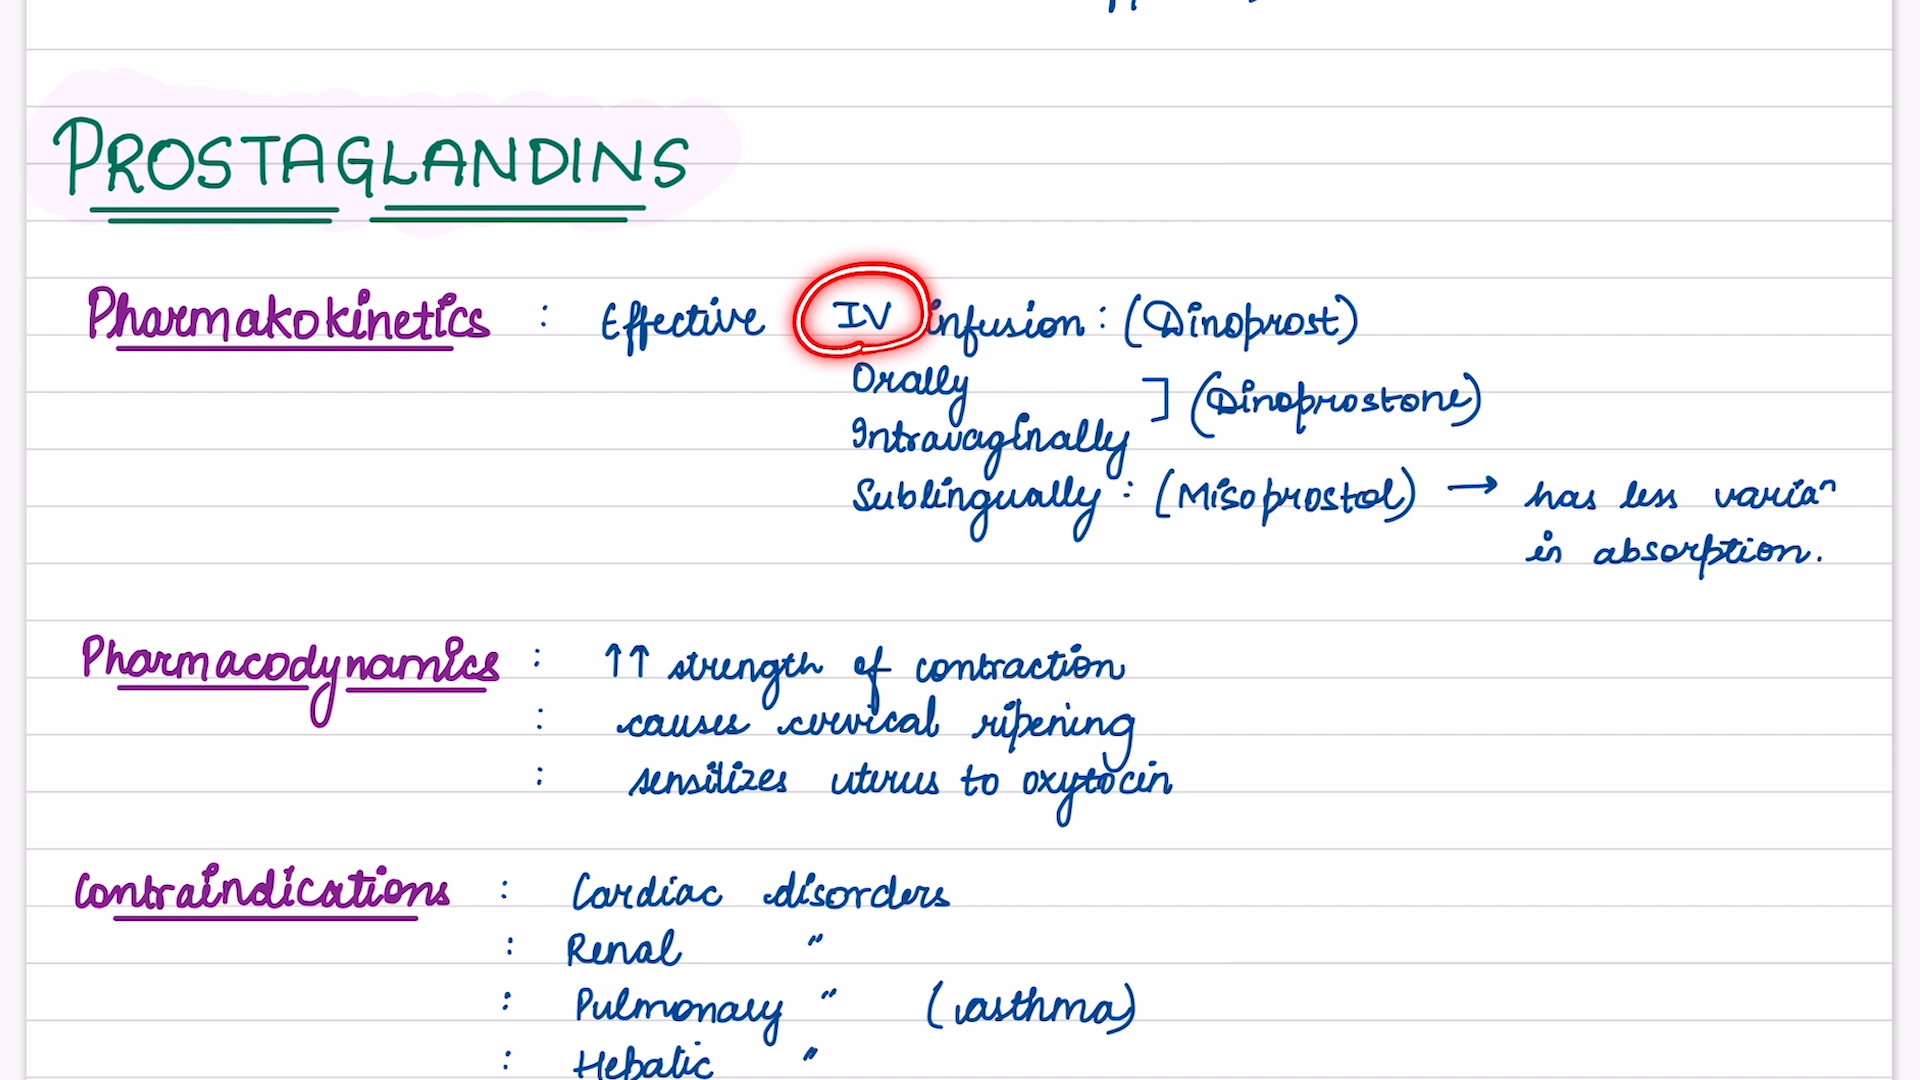 PROSTAGLANDINS
Pharmakokinetics : Effective IV infusion : (Dinoprost)
Orally ] (Dinoprostone)
Intravaginally
Sublingually : (Misoprostol) → has less variaⁿ
in absorption.
Pharmacodynamics : ↑↑ strength of contraction
: causes cervical ripening
: sensitizes uterus to oxytocin
Contraindications : Cardiac disorders
: Renal "
: Pulmonary " (asthma)
: Hepatic "